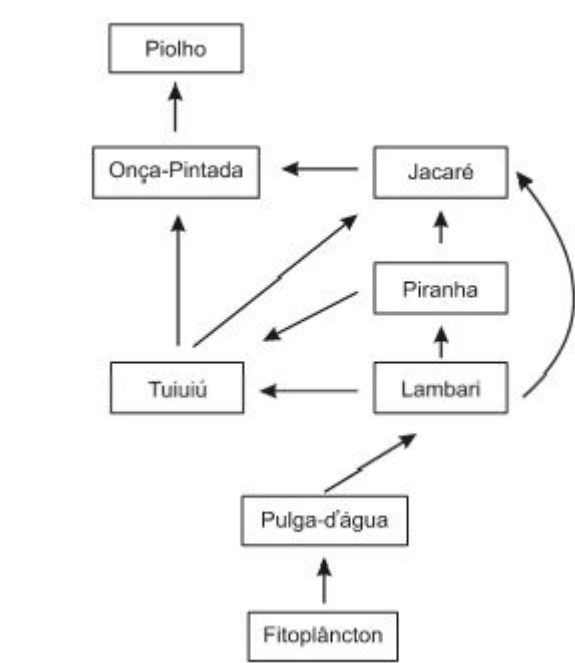 Piolho
Onça-Pintada
Jacaré
Piranha
Tuiuiú
Lambari
Pulga-d'água
Fitoplâncton